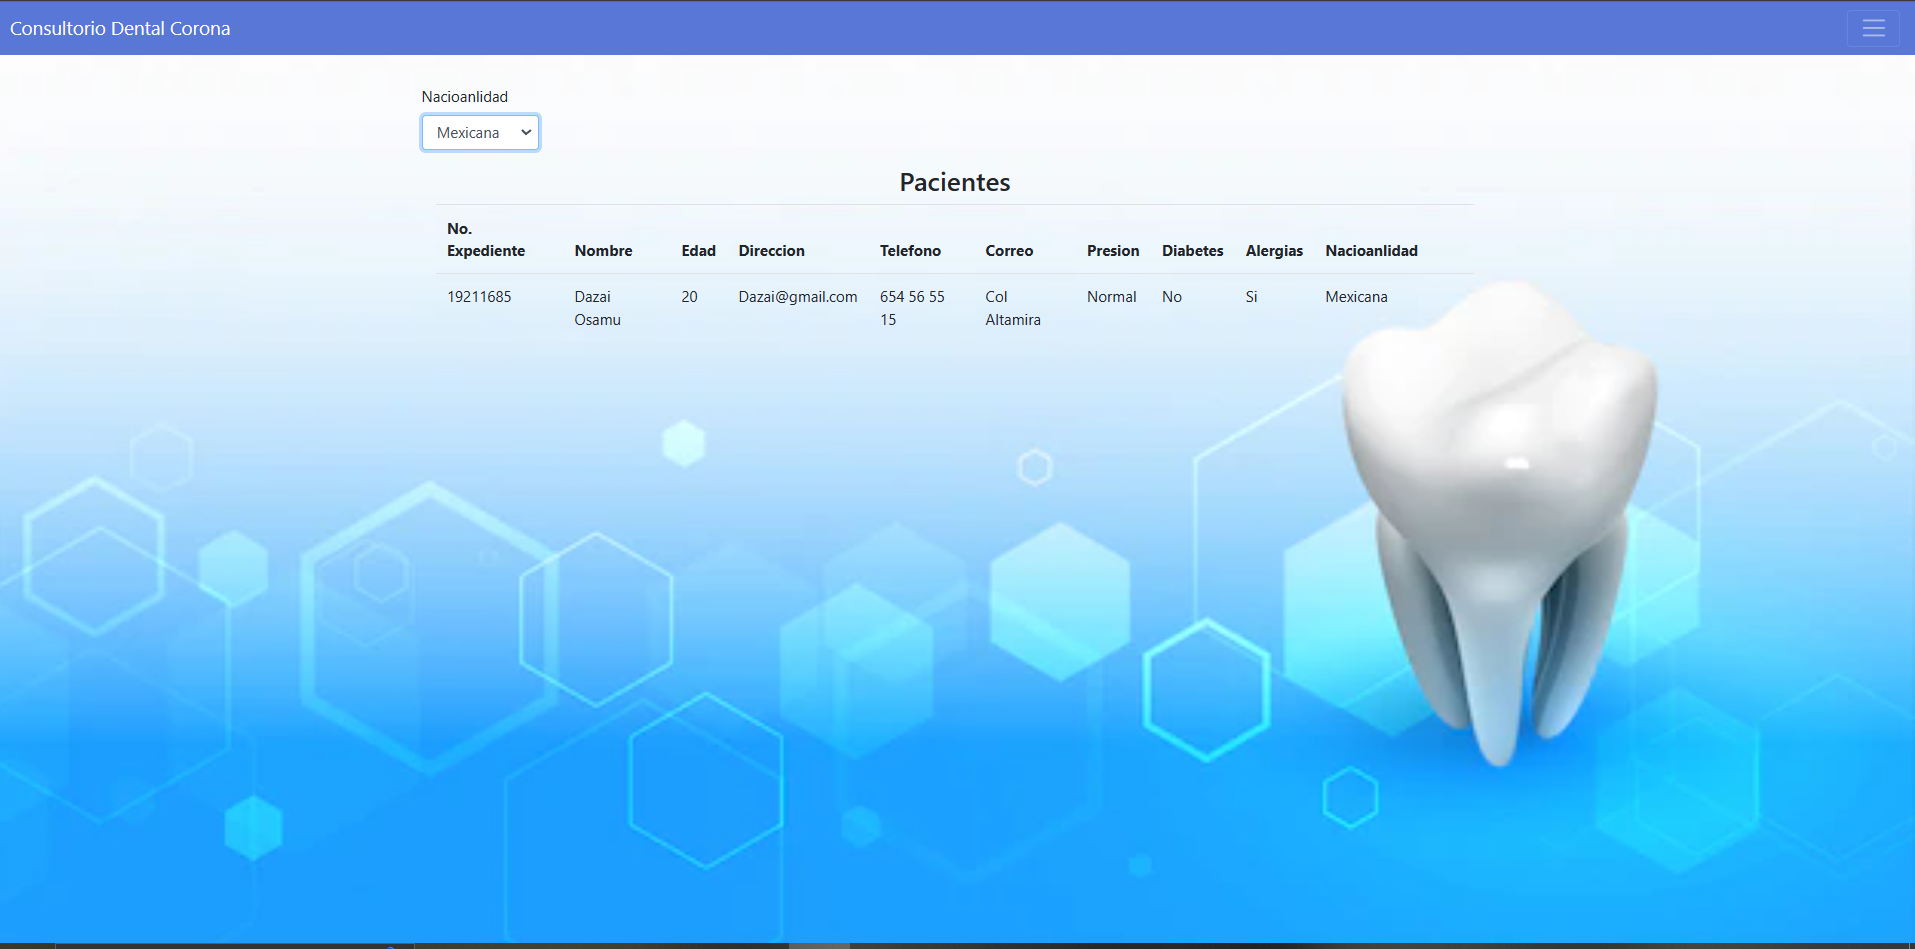 Consultorio Dental Corona
Nacioanlidad
Mexicana
Pacientes
No. Expediente Nombre Edad Direccion Telefono Correo Presion Diabetes Alergias Nacioanlidad
19211685 Dazai Osamu 20 Dazai@gmail.com 654 56 55 15 Col Altamira Normal No Si Mexicana